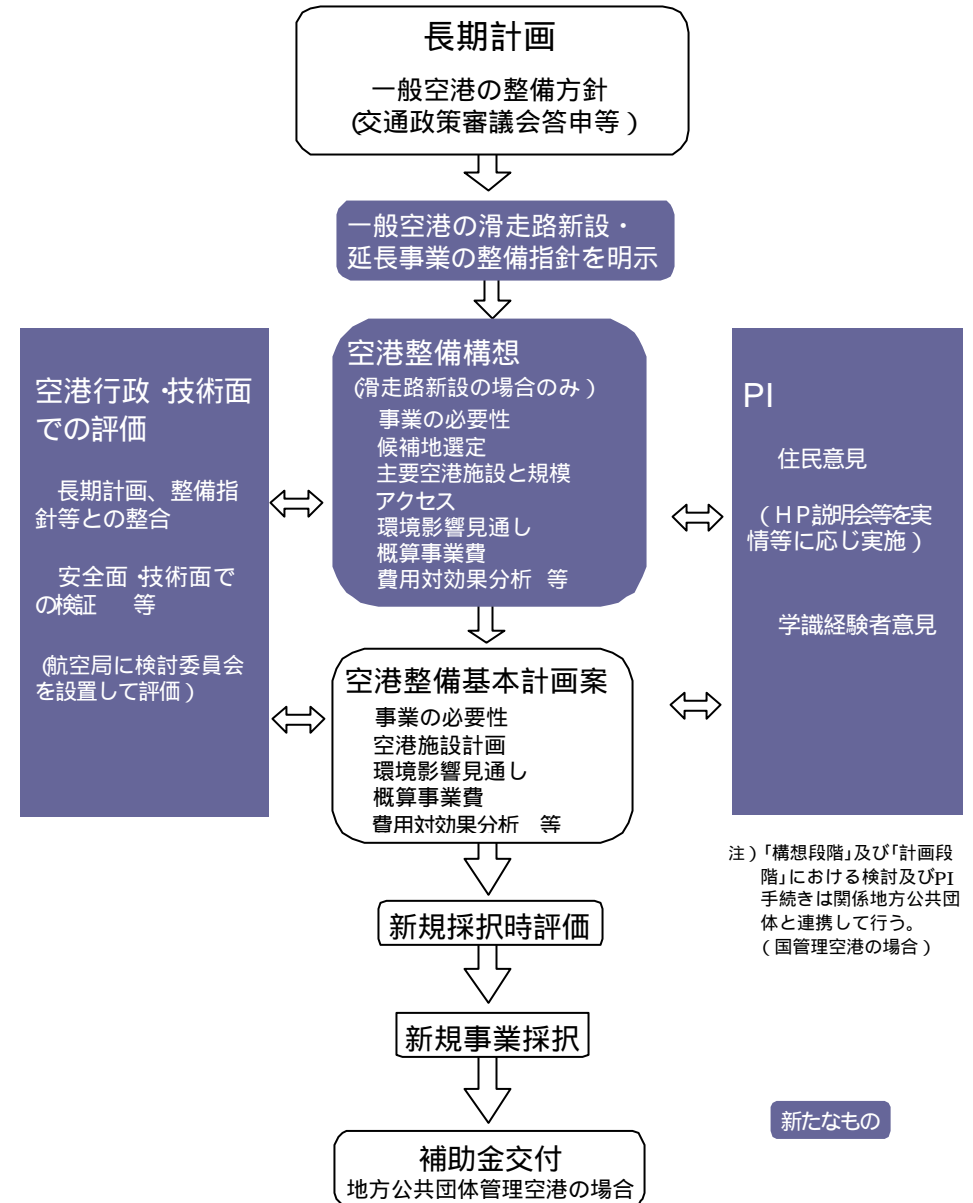 長期計画
一般空港の整備方針
(交通政策審議会答申等)
一般空港の滑走路新設・
延長事業の整備指針を明示
空港行政・技術面
での評価
長期計画、整備指
針等との整合
安全面・技術面で
の検証 等
(航空局に検討委員会
を設置して評価)
空港整備構想
(滑走路新設の場合のみ)
事業の必要性
候補地選定
主要空港施設と規模
アクセス
環境影響見通し
概算事業費
費用対効果分析 等
PI
住民意見
(HP説明会等を実
情等に応じ実施)
学識経験者意見
空港整備基本計画案
事業の必要性
空港施設計画
環境影響見通し
概算事業費
費用対効果分析 等
注)「構想段階」及び「計画段
階」における検討及びPI
手続きは関係地方公共団
体と連携して行う。
(国管理空港の場合)
新規採択時評価
新規事業採択
新たなもの
補助金交付
地方公共団体管理空港の場合